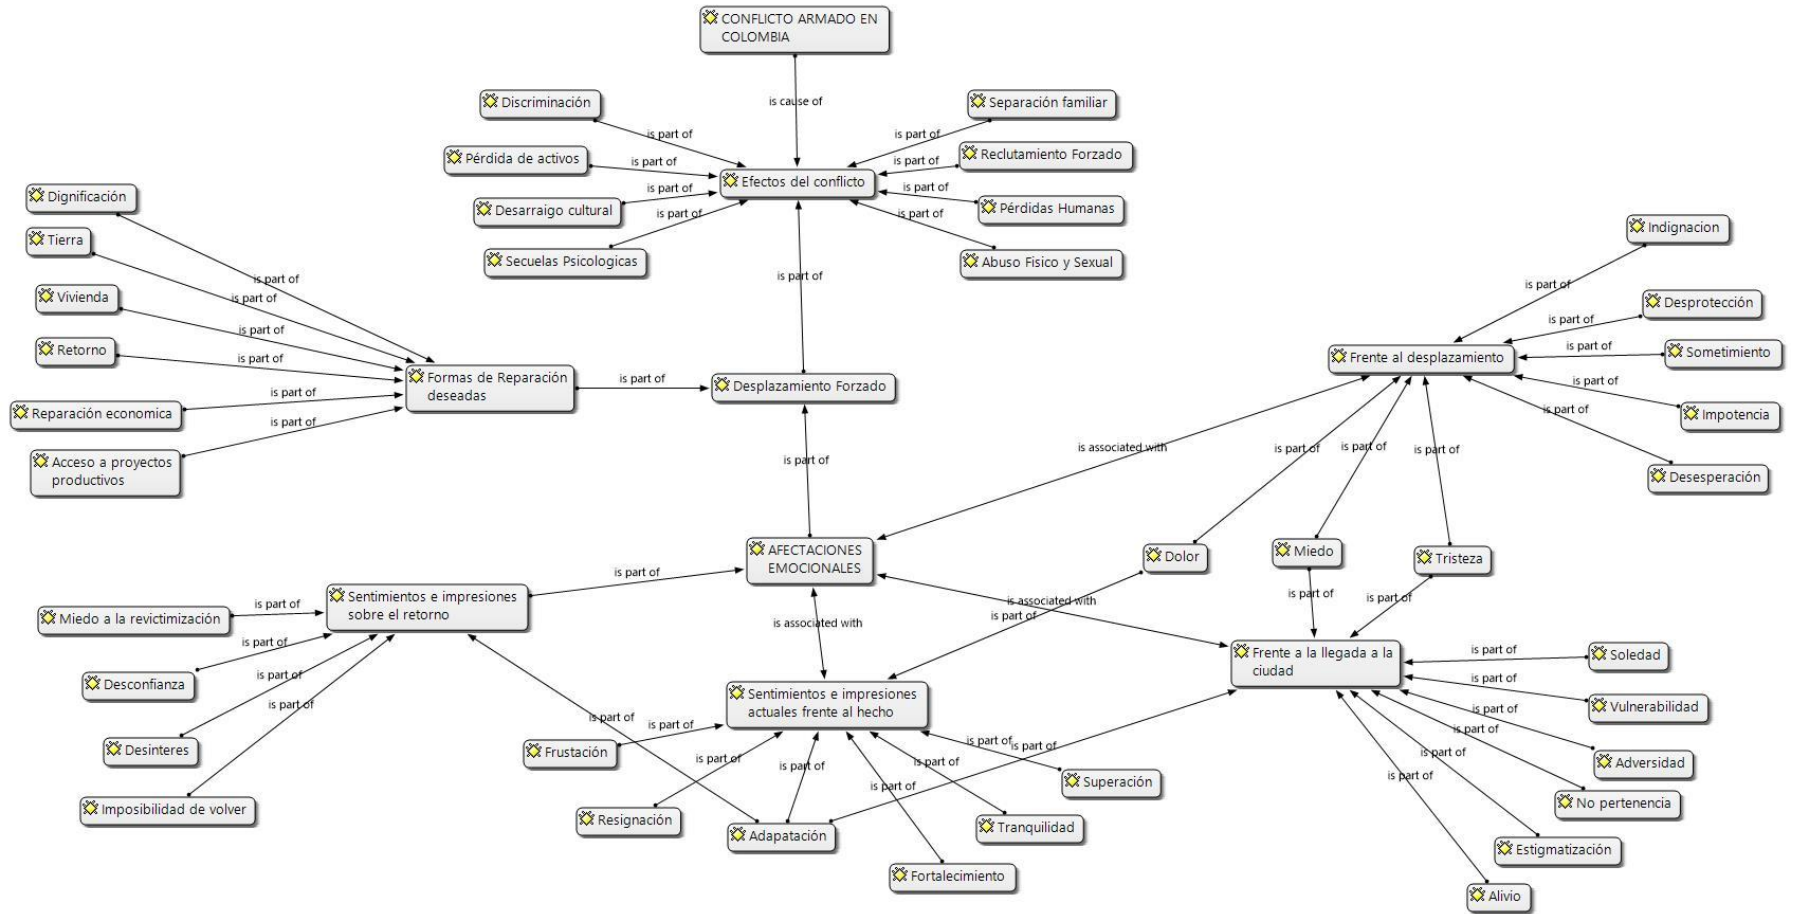 CONFLICTO ARMADO EN
COLOMBIA
is cause of
Discriminación
Separación familiar
is part of
is part of
Pérdida de activos
is part of
is part of
Reclutamiento Forzado
Efectos del conflicto
is part of
is part of
Desarraigo cultural
Pérdidas Humanas
is part of
is part of
Secuelas Psicologicas
Abuso Fisico y Sexual
is part of
Dignificación
Tierra
Vivienda
Retorno
Reparación economica
Acceso a proyectos
productivos
is part of
is part of
is part of
is part of
is part of
is part of
Formas de Reparación
deseadas
is part of
Desplazamiento Forzado
is part of
Indignacion
is part of
Desprotección
is part of
Frente al desplazamiento
is part of
Sometimiento
is part of
Impotencia
is part of
Desesperación
is associated with
is part of
is part of
is part of
AFECTACIONES
EMOCIONALES
Dolor
Miedo
Tristeza
is part of
Sentimientos e impresiones
sobre el retorno
is part of
Miedo a la revictimización
is part of
Desconfianza
is part of
Desinteres
is part of
Imposibilidad de volver
is associated with
is associated with
is part of
is part of
is part of
Frente a la llegada a la
ciudad
is part of
Soledad
is part of
Vulnerabilidad
is part of
Adversidad
is part of
No pertenencia
is part of
Estigmatización
is part of
Alivio
Sentimientos e impresiones
actuales frente al hecho
is part of
is part of
Frustación
is part of
Resignación
is part of
Adapatación
is part of
Fortalecimiento
is part of
Tranquilidad
is part of
is part of
Superación